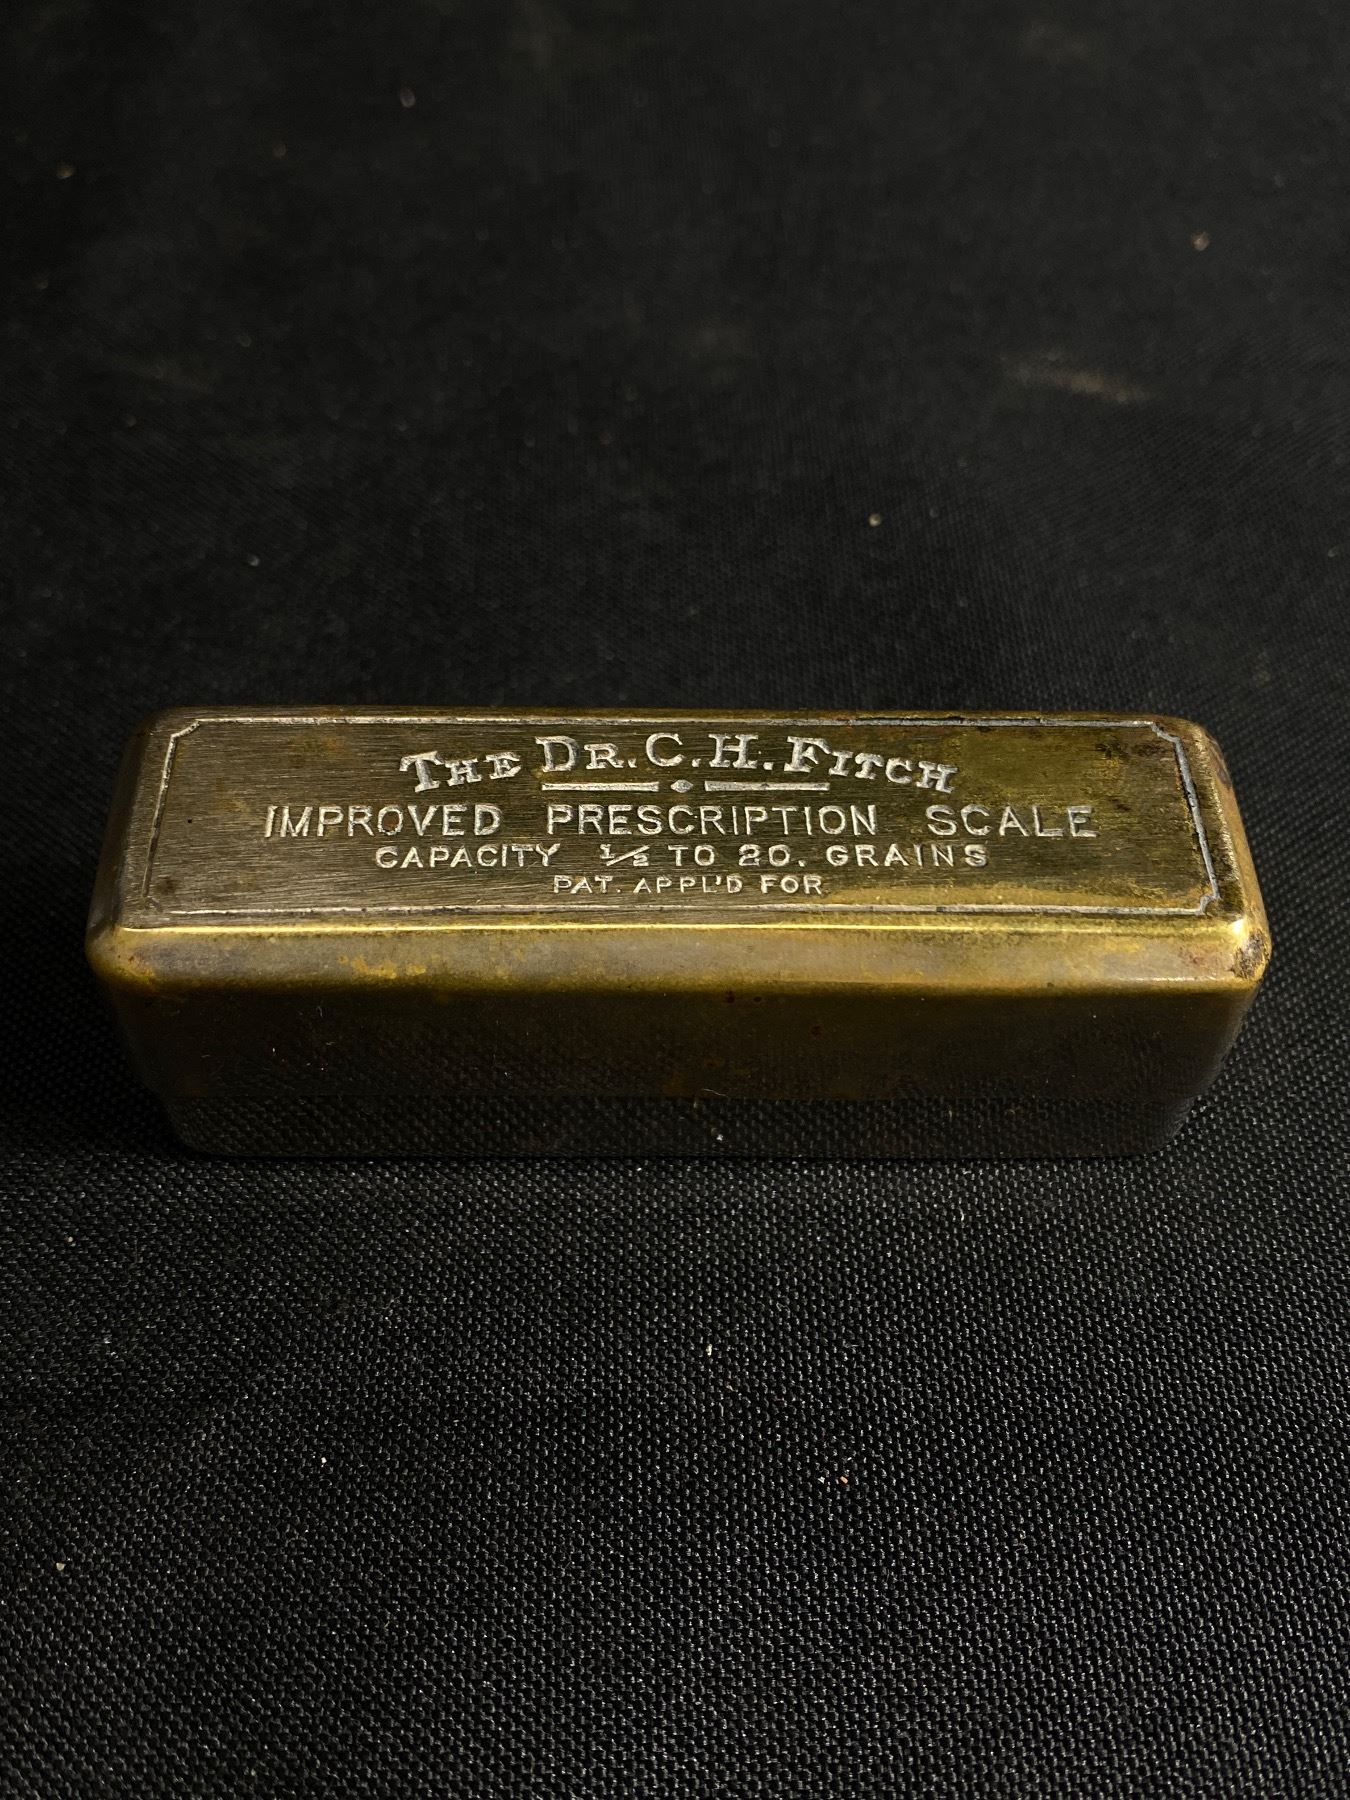 THE DR. C. H. FITCH
IMPROVED PRESCRIPTION SCALE
CAPACITY ½ TO 20. GRAINS
PAT. APPL'D FOR